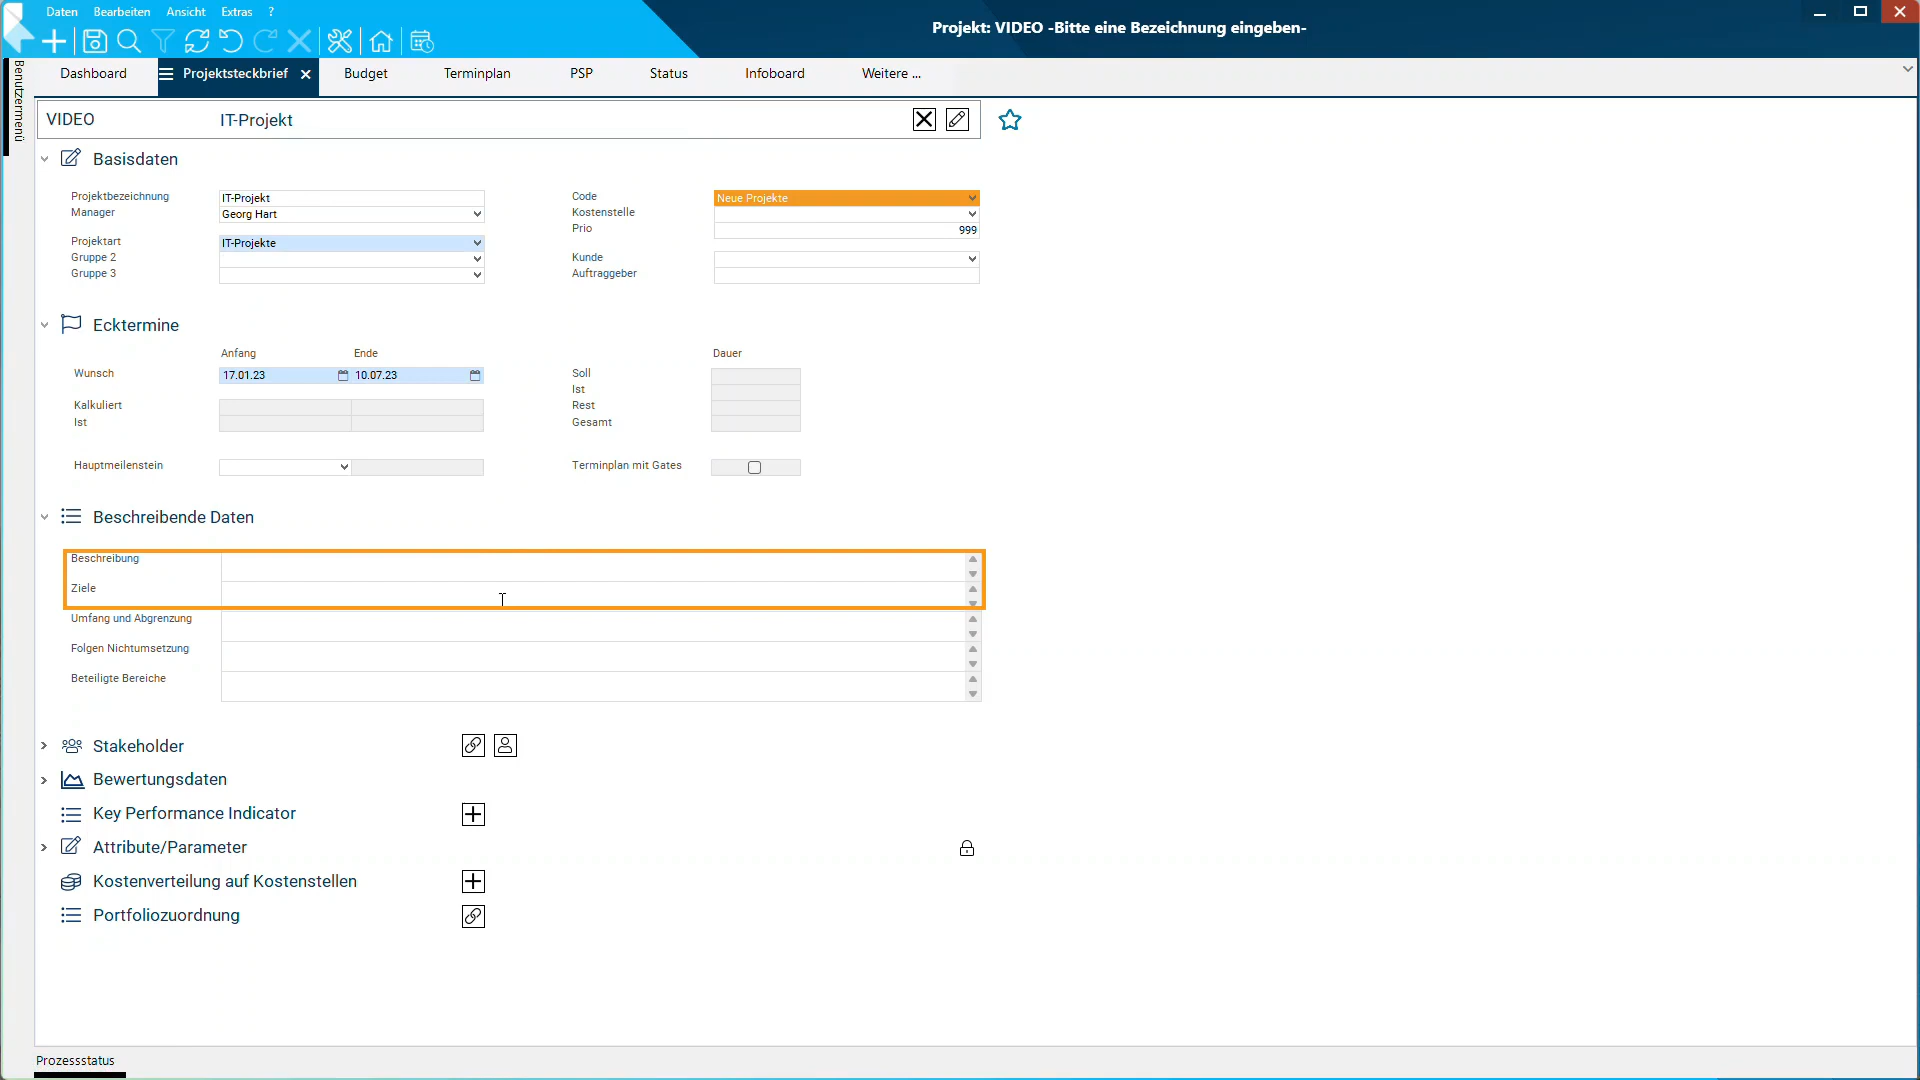 Daten Bearbeiten Ansicht Extras ?
Projekt: VIDEO -Bitte eine Bezeichnung eingeben-
Benutzermenü
Dashboard Projektsteckbrief Budget Terminplan PSP Status Infoboard Weitere ...
VIDEO IT-Projekt
Basisdaten
Projektbezeichnung IT-Projekt Code Neue Projekte
Manager Georg Hart Kostenstelle
Prio 999
Projektart IT-Projekte
Gruppe 2 Kunde
Gruppe 3 Auftraggeber
Ecktermine
Anfang Ende Dauer
Wunsch 17.01.23 10.07.23 Soll
Ist
Kalkuliert Rest
Ist Gesamt
Hauptmeilenstein Terminplan mit Gates
Beschreibende Daten
Beschreibung
Ziele
Umfang und Abgrenzung
Folgen Nichtumsetzung
Beteiligte Bereiche
Stakeholder
Bewertungsdaten
Key Performance Indicator
Attribute/Parameter
Kostenverteilung auf Kostenstellen
Portfoliozuordnung
Prozessstatus